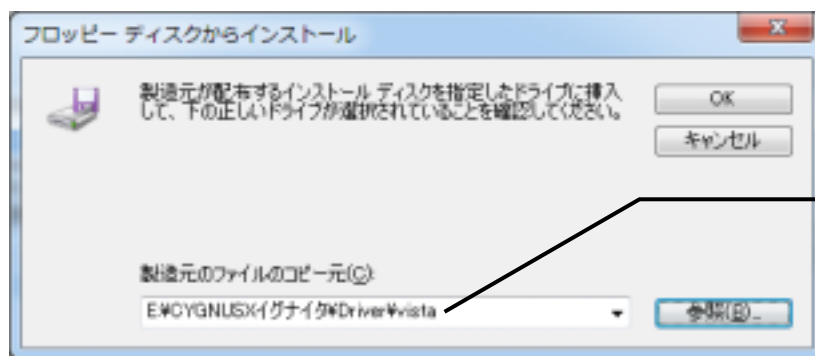 フロッピー ディスクからインストール
製造元が配布するインストール ディスクを指定したドライブに挿入
して、下の正しいドライブが選択されていることを確認してください。
OK
キャンセル
製造元のファイルのコピー元(C):
E:¥CYGNUSXイグナイタ¥Driver¥vista
参照(B)...